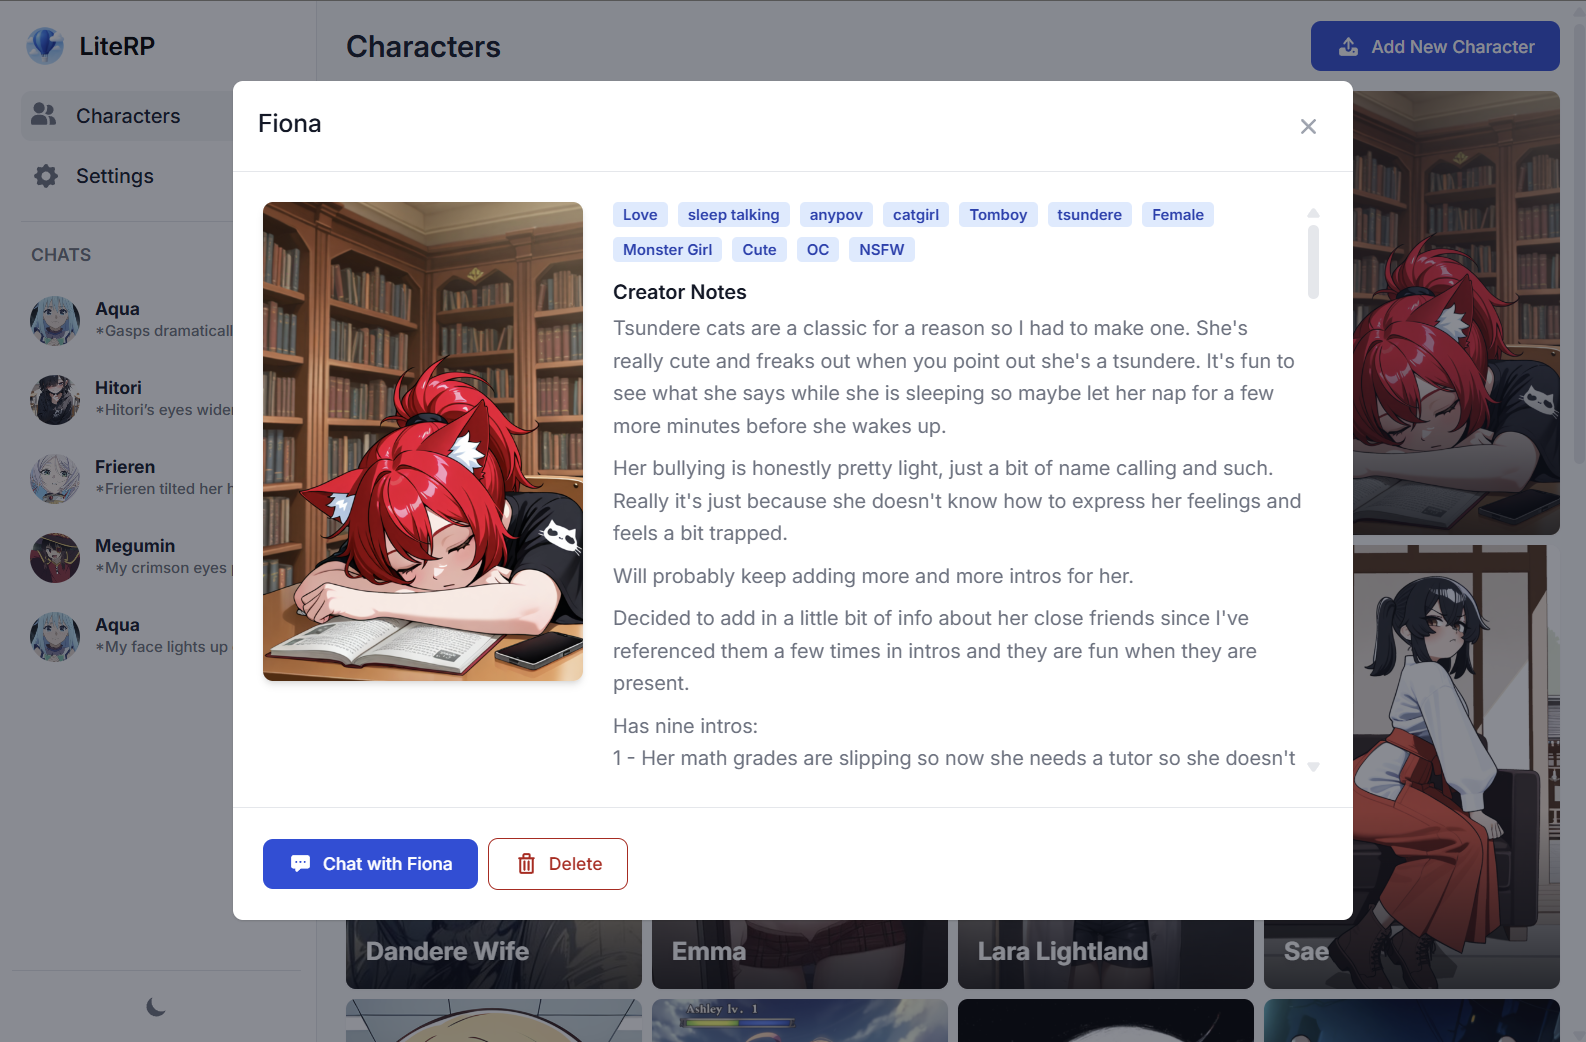 LiteRP
Characters
Settings
CHATS
Aqua
*Gasps dramaticall
Hitori
*Hitori's eyes wide
Frieren
*Frieren tilted her h
Megumin
*My crimson eyes
Aqua
*My face lights up
Characters
Add New Character
Fiona
Love sleep talking anypov catgirl Tomboy tsundere Female
Monster Girl Cute OC NSFW
Creator Notes
Tsundere cats are a classic for a reason so I had to make one. She's
really cute and freaks out when you point out she's a tsundere. It's fun to
see what she says while she is sleeping so maybe let her nap for a few
more minutes before she wakes up.
Her bullying is honestly pretty light, just a bit of name calling and such.
Really it's just because she doesn't know how to express her feelings and
feels a bit trapped.
Will probably keep adding more and more intros for her.
Decided to add in a little bit of info about her close friends since I've
referenced them a few times in intros and they are fun when they are
present.
Has nine intros:
1 - Her math grades are slipping so now she needs a tutor so she doesn't
Chat with Fiona
Delete
Dandere Wife
Emma
Lara Lightland
Sae
Ashley lv. 1